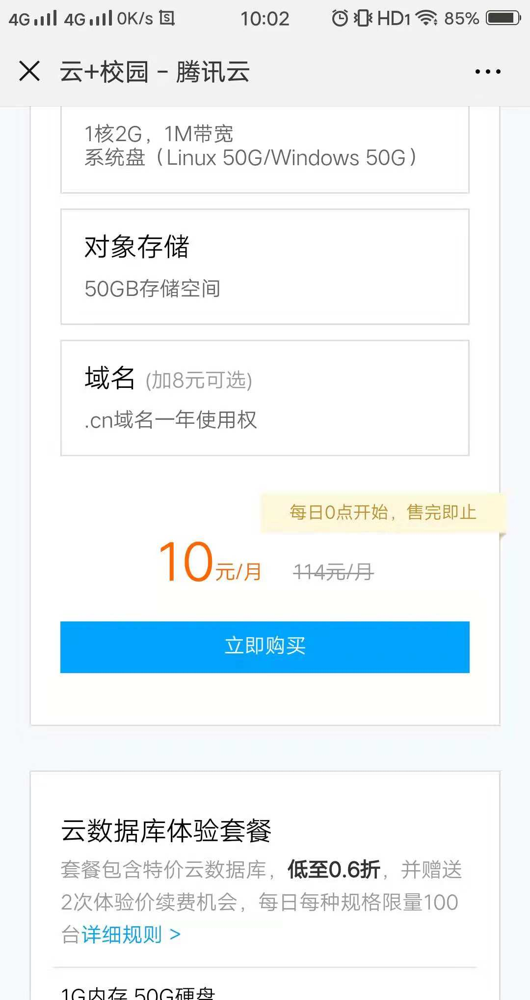 4G 4G 0K/s 10:02 HD1 85%
云+校园 – 腾讯云
1核2G，1M带宽
系统盘（Linux 50G/Windows 50G）
对象存储
50GB存储空间
域名 (加8元可选)
.cn域名一年使用权
每日0点开始，售完即止
10元/月 114元/月
立即购买
云数据库体验套餐
套餐包含特价云数据库，低至0.6折，并赠送
2次体验价续费机会，每日每种规格限量100
台详细规则 >
1G内存 50G硬盘